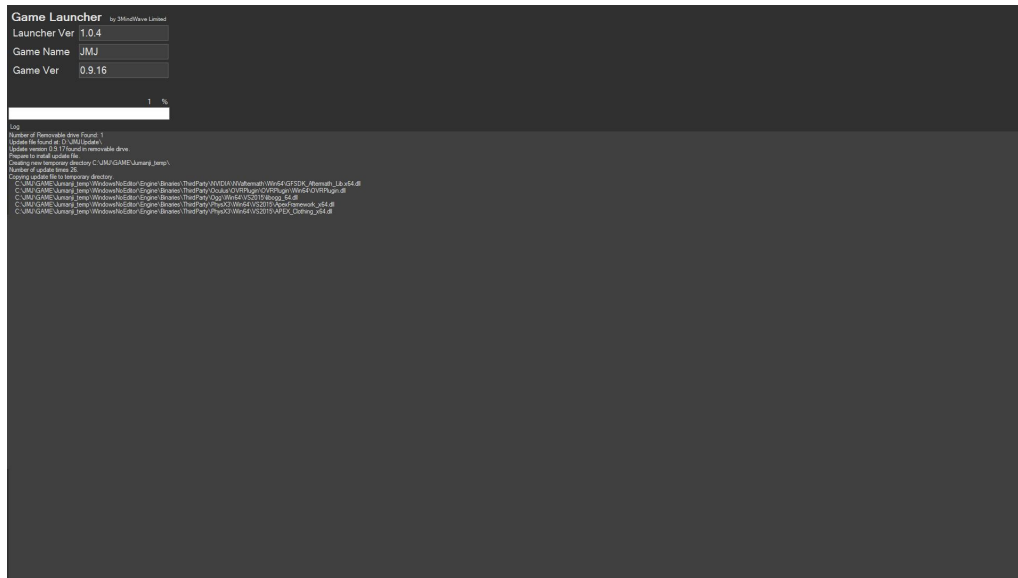 Game Launcher by 3MindWave Limited
Launcher Ver 1.0.4
Game Name JMJ
Game Ver 0.9.16
1 %
Log
Number of Removable drive Found: 1
Update file found at: D:\JMJUpdate\
Update version 0.9.17 found in removable dirve.
Prepare to install update file.
Creating new temporary directory C:\JMJ\GAME\Jumanji_temp\
Number of update times 26.
Copying update file to temporary directory.
C:\JMJ\GAME\Jumanji_temp\WindowsNoEditor\Engine\Binaries\ThirdParty\NVIDIA\NVaftermath\Win64\GFSDK_Aftermath_Lib.x64.dll
C:\JMJ\GAME\Jumanji_temp\WindowsNoEditor\Engine\Binaries\ThirdParty\Oculus\OVRPlugin\OVRPlugin\Win64\OVRPlugin.dll
C:\JMJ\GAME\Jumanji_temp\WindowsNoEditor\Engine\Binaries\ThirdParty\Ogg\Win64\VS2015\libogg_64.dll
C:\JMJ\GAME\Jumanji_temp\WindowsNoEditor\Engine\Binaries\ThirdParty\PhysX3\Win64\VS2015\ApexFramework_x64.dll
C:\JMJ\GAME\Jumanji_temp\WindowsNoEditor\Engine\Binaries\ThirdParty\PhysX3\Win64\VS2015\APEX_Clothing_x64.dll